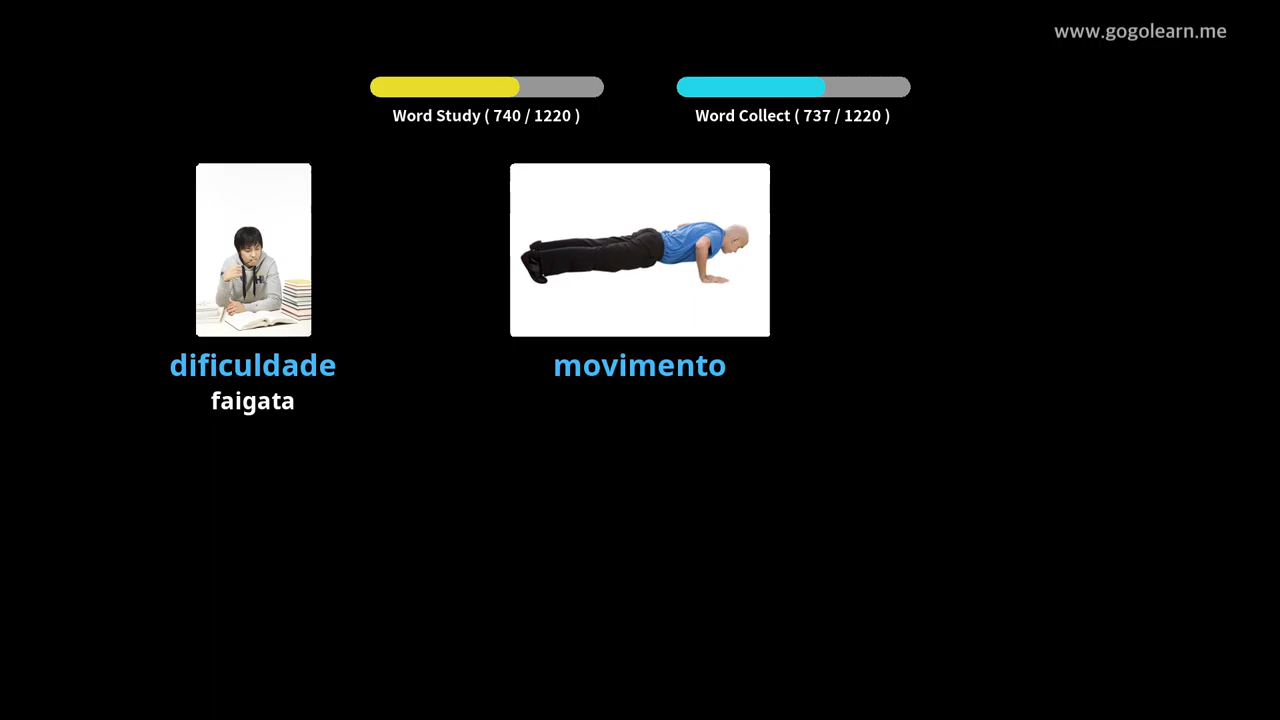 www.gogolearn.me
Word Study ( 740 / 1220 )
Word Collect ( 737 / 1220 )
dificuldade
faigata
movimento